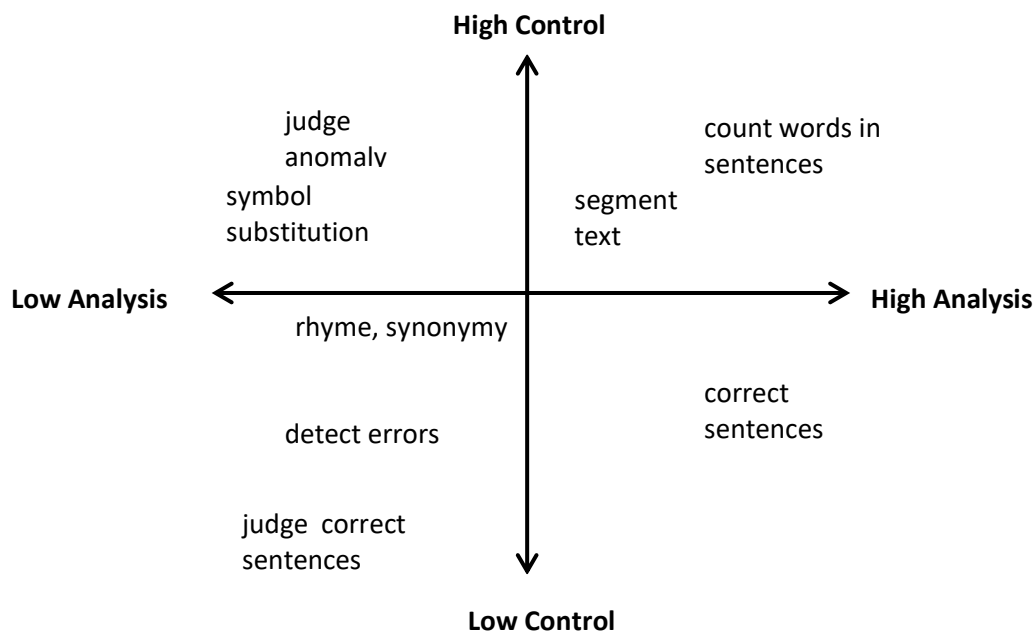 High Control
judge
anomaly
count words in
sentences
symbol
substitution
segment
text
Low Analysis
High Analysis
rhyme, synonymy
correct
sentences
detect errors
judge correct
sentences
Low Control